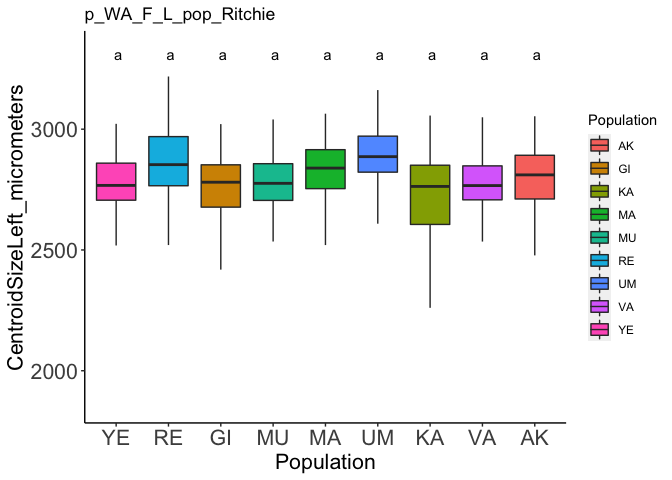 p_WA_F_L_pop_Ritchie
a a a a a a a a a
CentroidSizeLeft_micrometers
3000
2500
2000
YE RE GI MU MA UM KA VA AK
Population
Population
AK
GI
KA
MA
MU
RE
UM
VA
YE